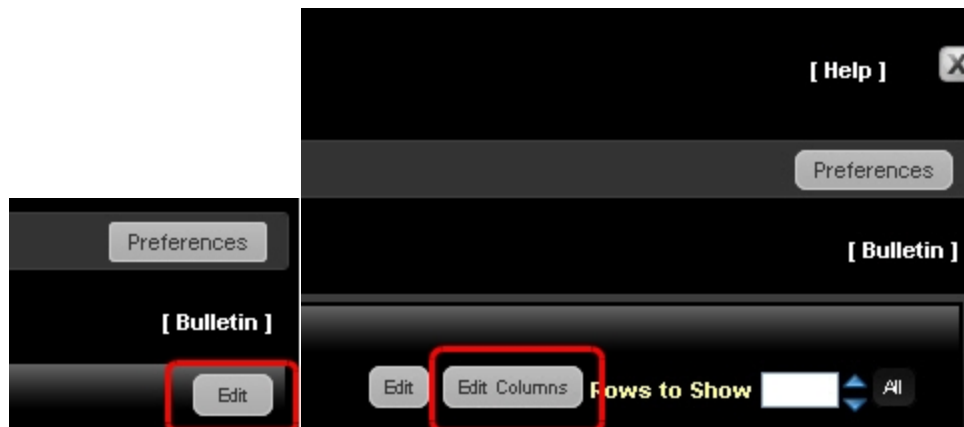 Preferences
[ Bulletin ]
Edit
[ Help ]
X
Preferences
[ Bulletin ]
Edit Edit Columns Rows to Show All